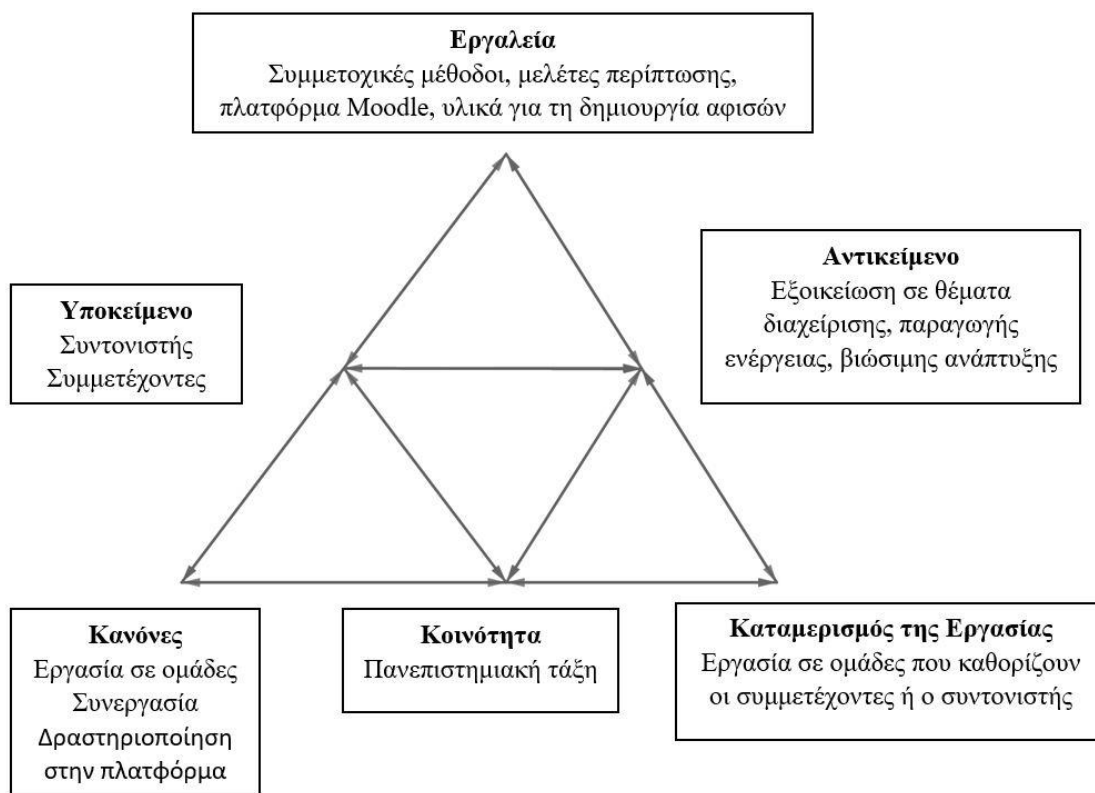 Εργαλεία
Συμμετοχικές μέθοδοι, μελέτες περίπτωσης,
πλατφόρμα Moodle, υλικά για τη δημιουργία αφισών
Αντικείμενο
Εξοικείωση σε θέματα
διαχείρισης, παραγωγής
ενέργειας, βιώσιμης ανάπτυξης
Υποκείμενο
Συντονιστής
Συμμετέχοντες
Κανόνες
Εργασία σε ομάδες
Συνεργασία
Δραστηριοποίηση
στην πλατφόρμα
Κοινότητα
Πανεπιστημιακή τάξη
Καταμερισμός της Εργασίας
Εργασία σε ομάδες που καθορίζουν
οι συμμετέχοντες ή ο συντονιστής